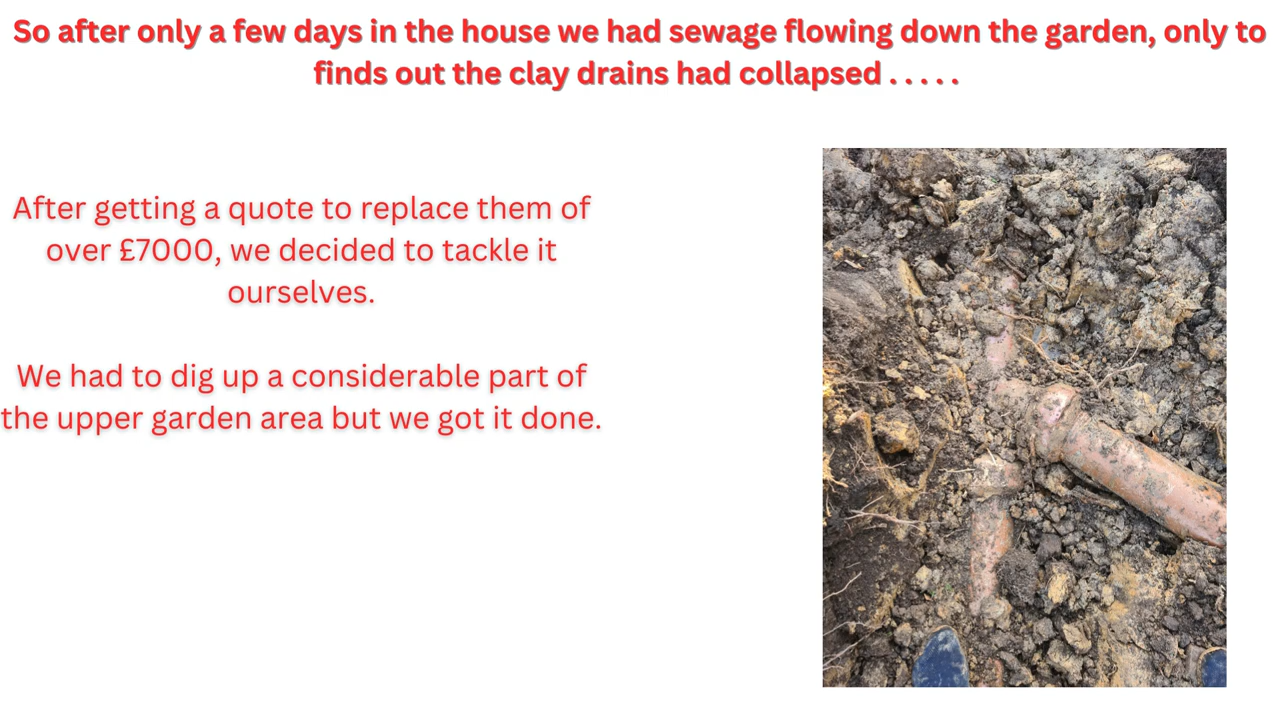 So after only a few days in the house we had sewage flowing down the garden, only to
finds out the clay drains had collapsed . . . . .
After getting a quote to replace them of
over £7000, we decided to tackle it
ourselves.
We had to dig up a considerable part of
the upper garden area but we got it done.